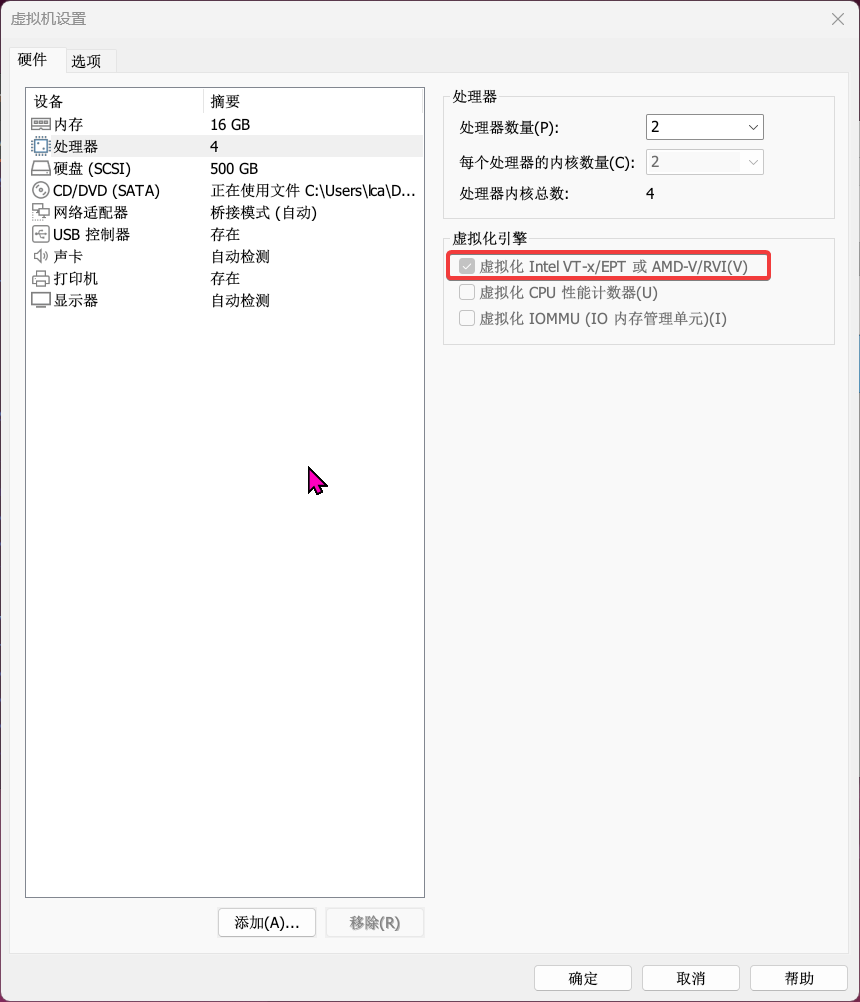 虚拟机设置
硬件 选项
设备 摘要
内存 16 GB
处理器 4
硬盘 (SCSI) 500 GB
CD/DVD (SATA) 正在使用文件 C:\Users\lca\D...
网络适配器 桥接模式 (自动)
USB 控制器 存在
声卡 自动检测
打印机 存在
显示器 自动检测
添加(A)... 移除(R)
处理器
处理器数量(P): 2
每个处理器的内核数量(C): 2
处理器内核总数: 4
虚拟化引擎
虚拟化 Intel VT-x/EPT 或 AMD-V/RVI(V)
虚拟化 CPU 性能计数器(U)
虚拟化 IOMMU (IO 内存管理单元)(I)
确定 取消 帮助